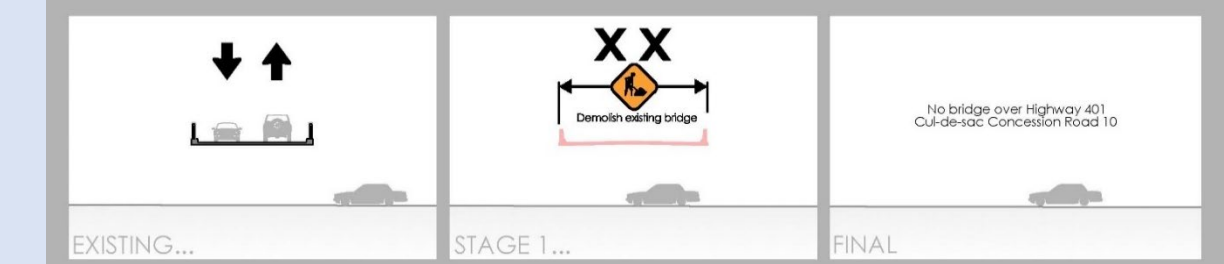 X X
Demolish existing bridge
No bridge over Highway 401
Cul-de-sac Concession Road 10
EXISTING...
STAGE 1...
FINAL